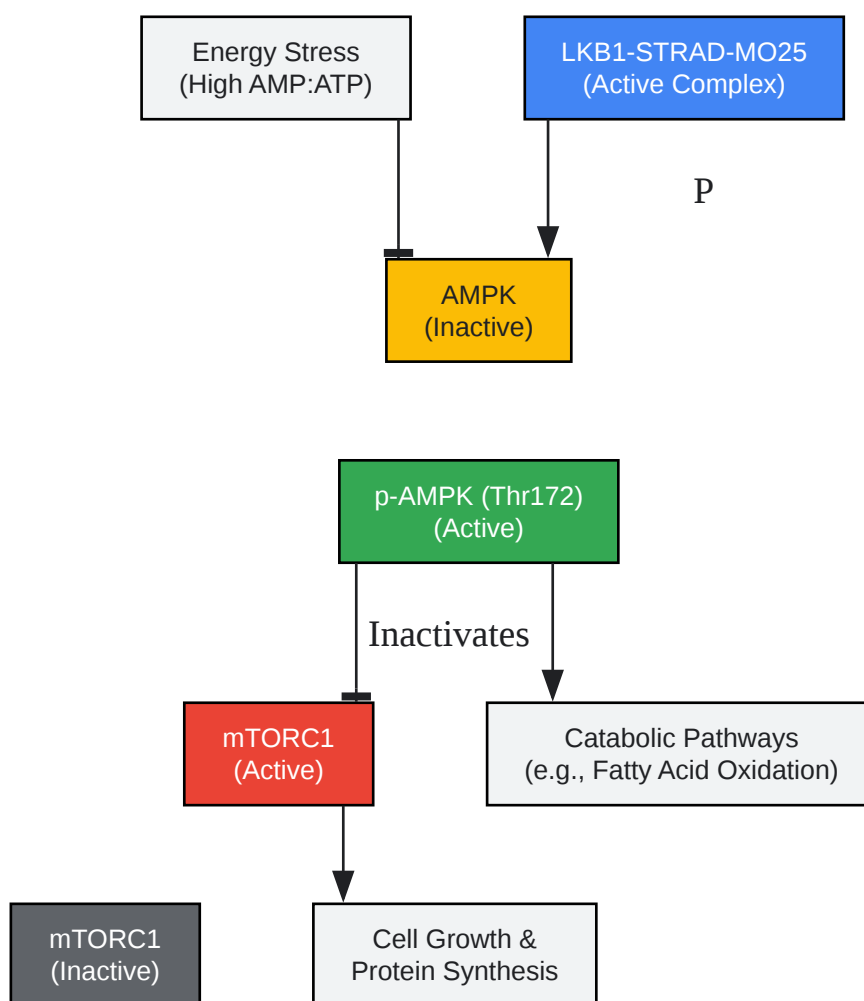 Energy Stress
(High AMP:ATP)
LKB1-STRAD-MO25
(Active Complex)
P
AMPK
(Inactive)
p-AMPK (Thr172)
(Active)
Inactivates
mTORC1
(Active)
Catabolic Pathways
(e.g., Fatty Acid Oxidation)
mTORC1
(Inactive)
Cell Growth &
Protein Synthesis